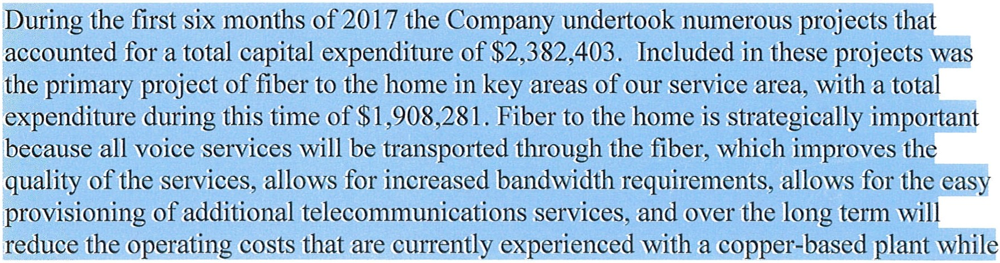 During the first six months of 2017 the Company undertook numerous projects that
accounted for a total capital expenditure of $2,382,403.  Included in these projects was
the primary project of fiber to the home in key areas of our service area, with a total
expenditure during this time of $1,908,281. Fiber to the home is strategically important
because all voice services will be transported through the fiber, which improves the
quality of the services, allows for increased bandwidth requirements, allows for the easy
provisioning of additional telecommunications services, and over the long term will
reduce the operating costs that are currently experienced with a copper-based plant while